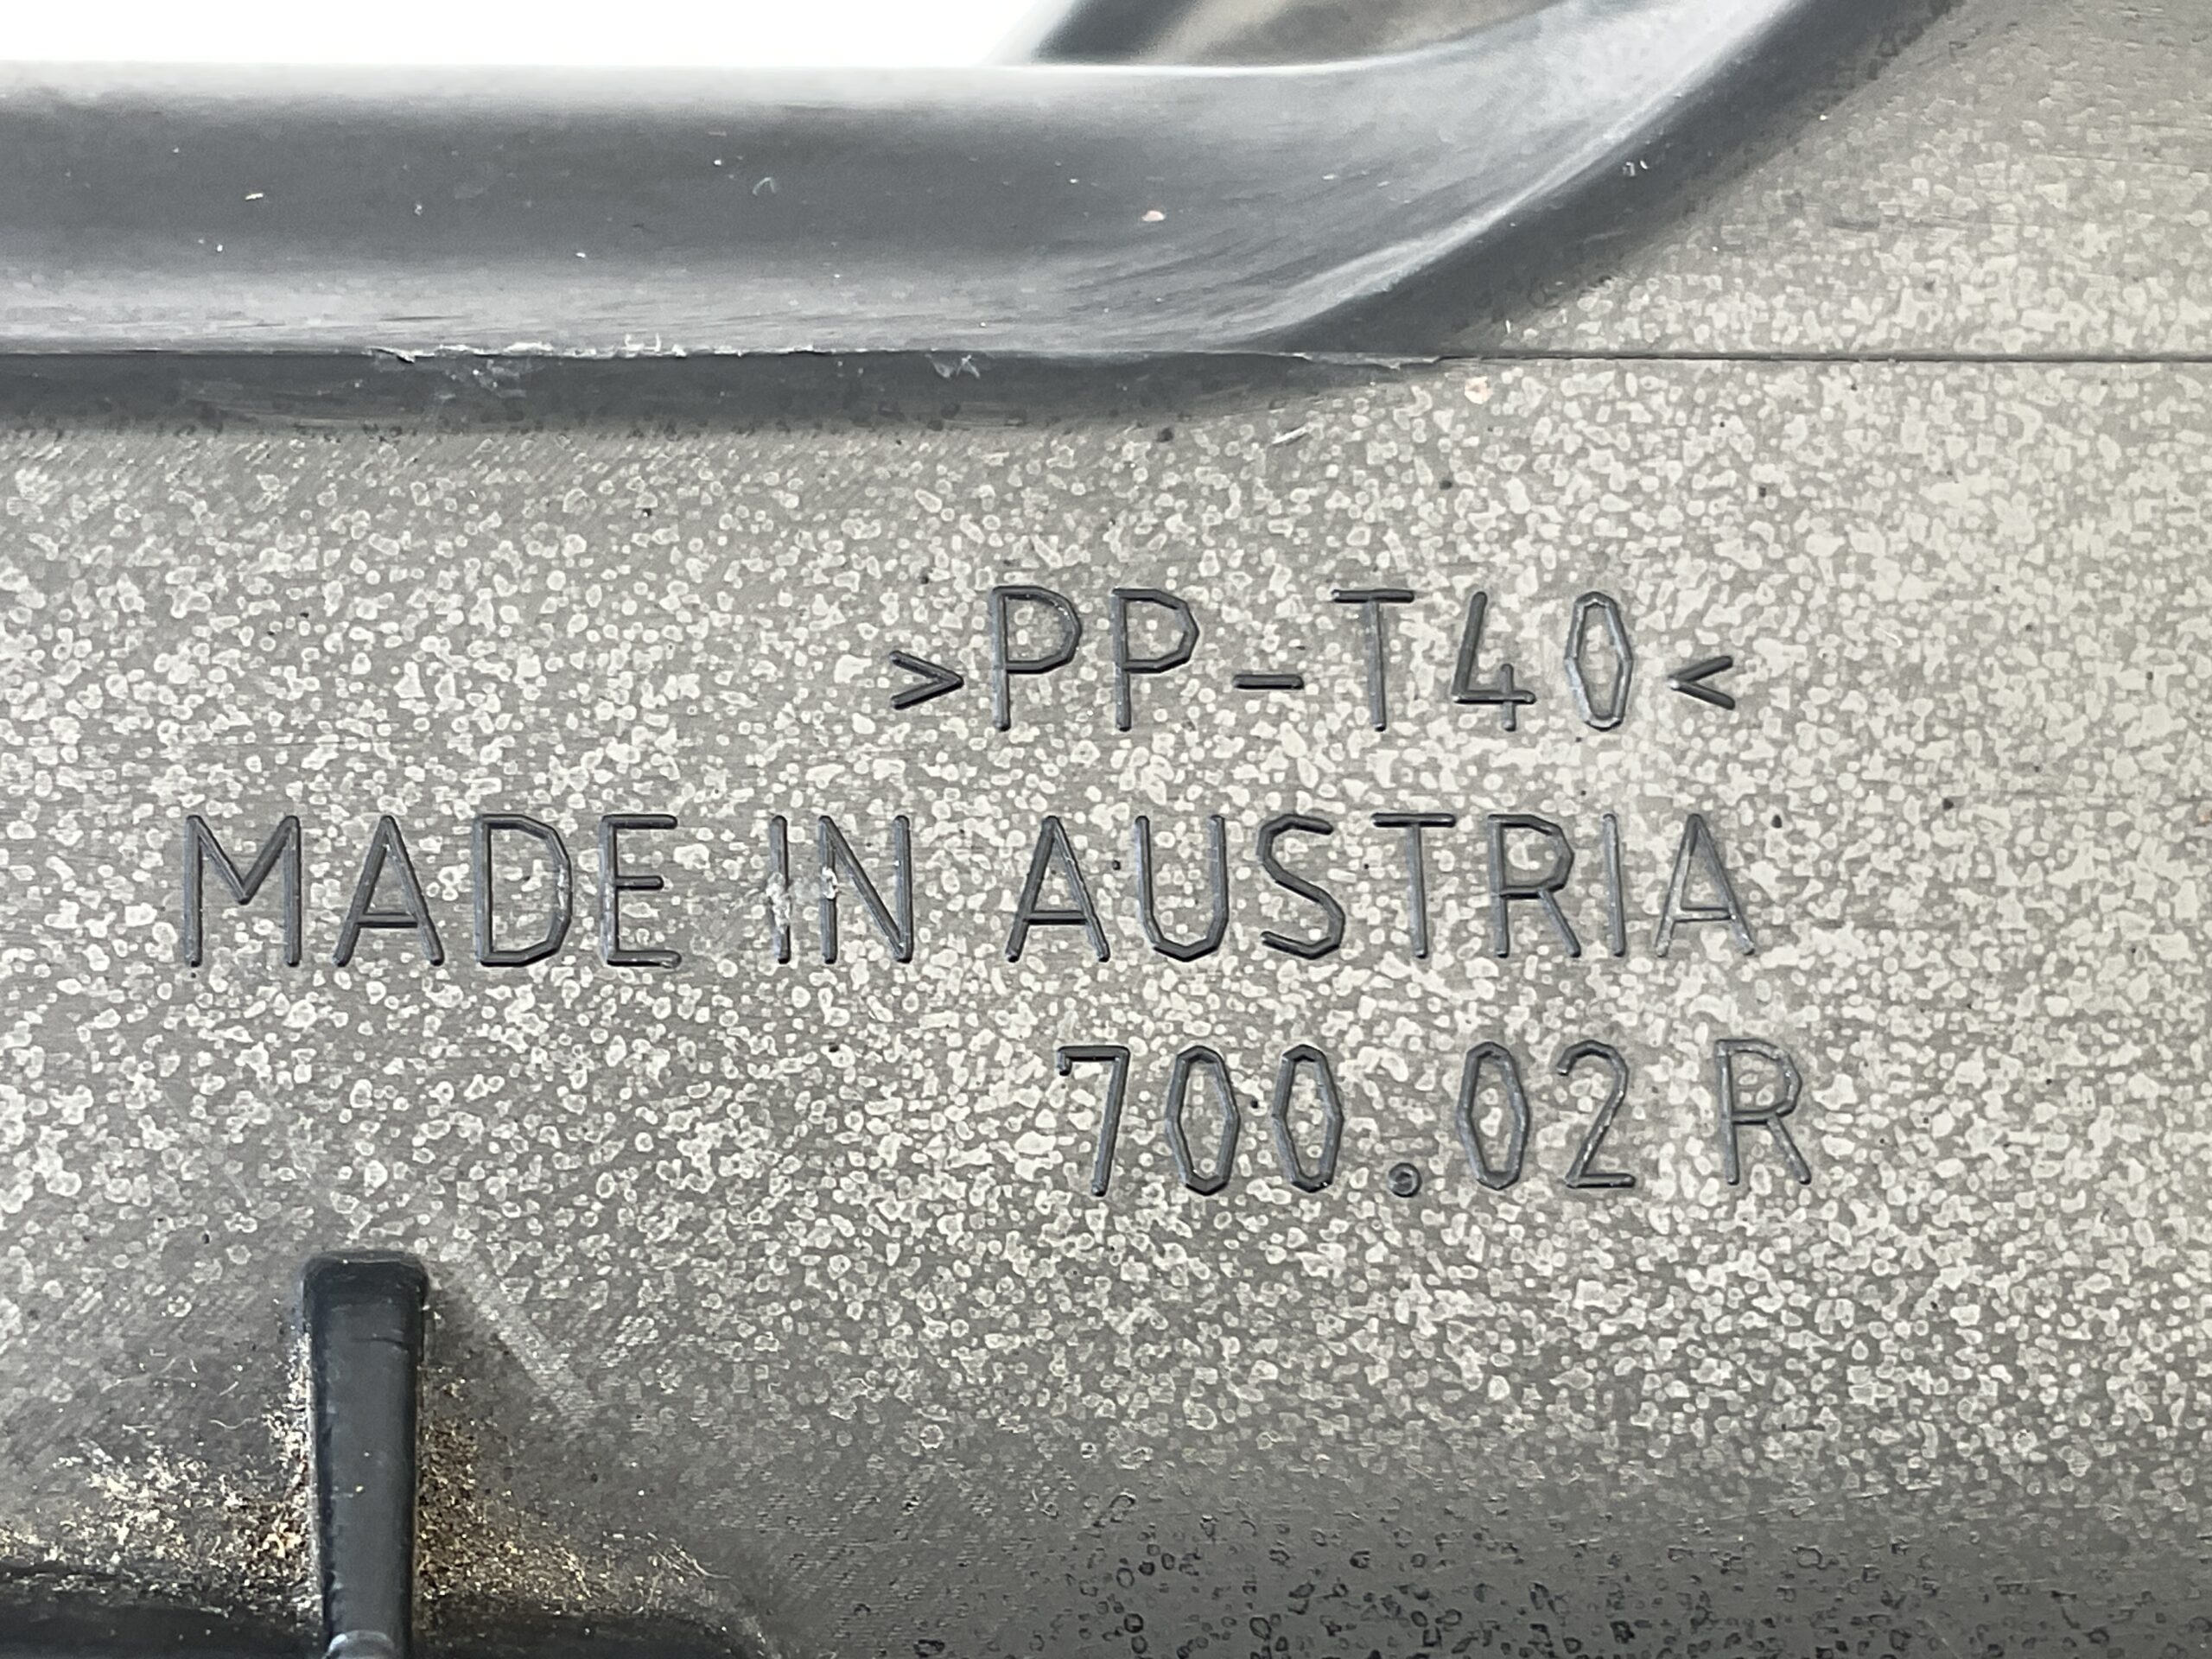 >PP-T40<
MADE IN AUSTRIA
700.02 R